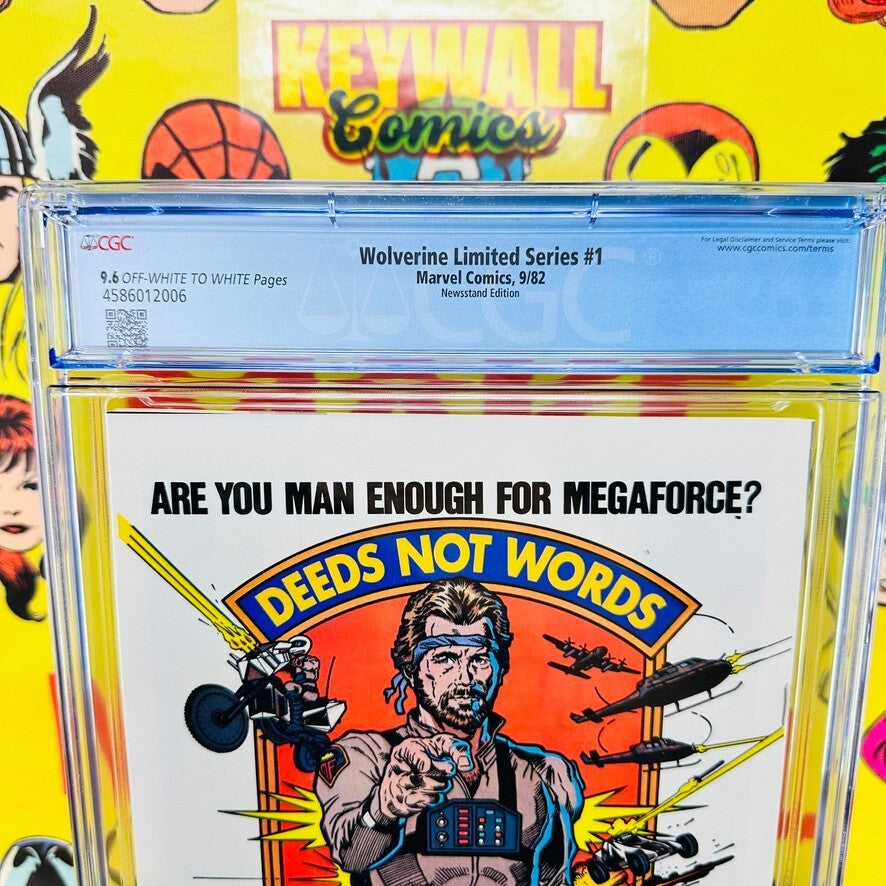 KEYWALL
Comics
CGC
Wolverine Limited Series #1
For Legal Disclaimer and Service Terms please visit:
www.cgccomics.com/terms
9.6 OFF-WHITE TO WHITE Pages
Marvel Comics, 9/82
4586012006
Newsstand Edition
CGC
ARE YOU MAN ENOUGH FOR MEGAFORCE?
DEEDS NOT WORDS